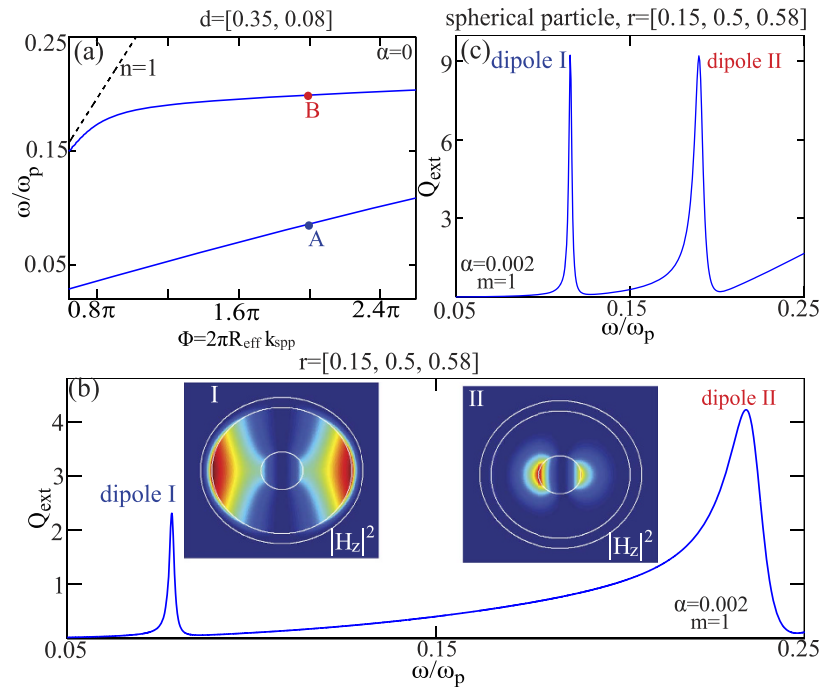 d=[0.35, 0.08]
(a)
α=0
n=1
0.25
0.15
0.05
ω/ωp
B
A
0.8π
1.6π
2.4π
Φ=2πReff kspp
spherical particle, r=[0.15, 0.5, 0.58]
(c)
dipole I
dipole II
9
6
3
Qext
α=0.002
m=1
0.05
0.15
0.25
ω/ωp
r=[0.15, 0.5, 0.58]
(b)
I
II
dipole II
4
3
2
1
Qext
dipole I
|Hz|²
|Hz|²
α=0.002
m=1
0.05
0.15
0.25
ω/ωp